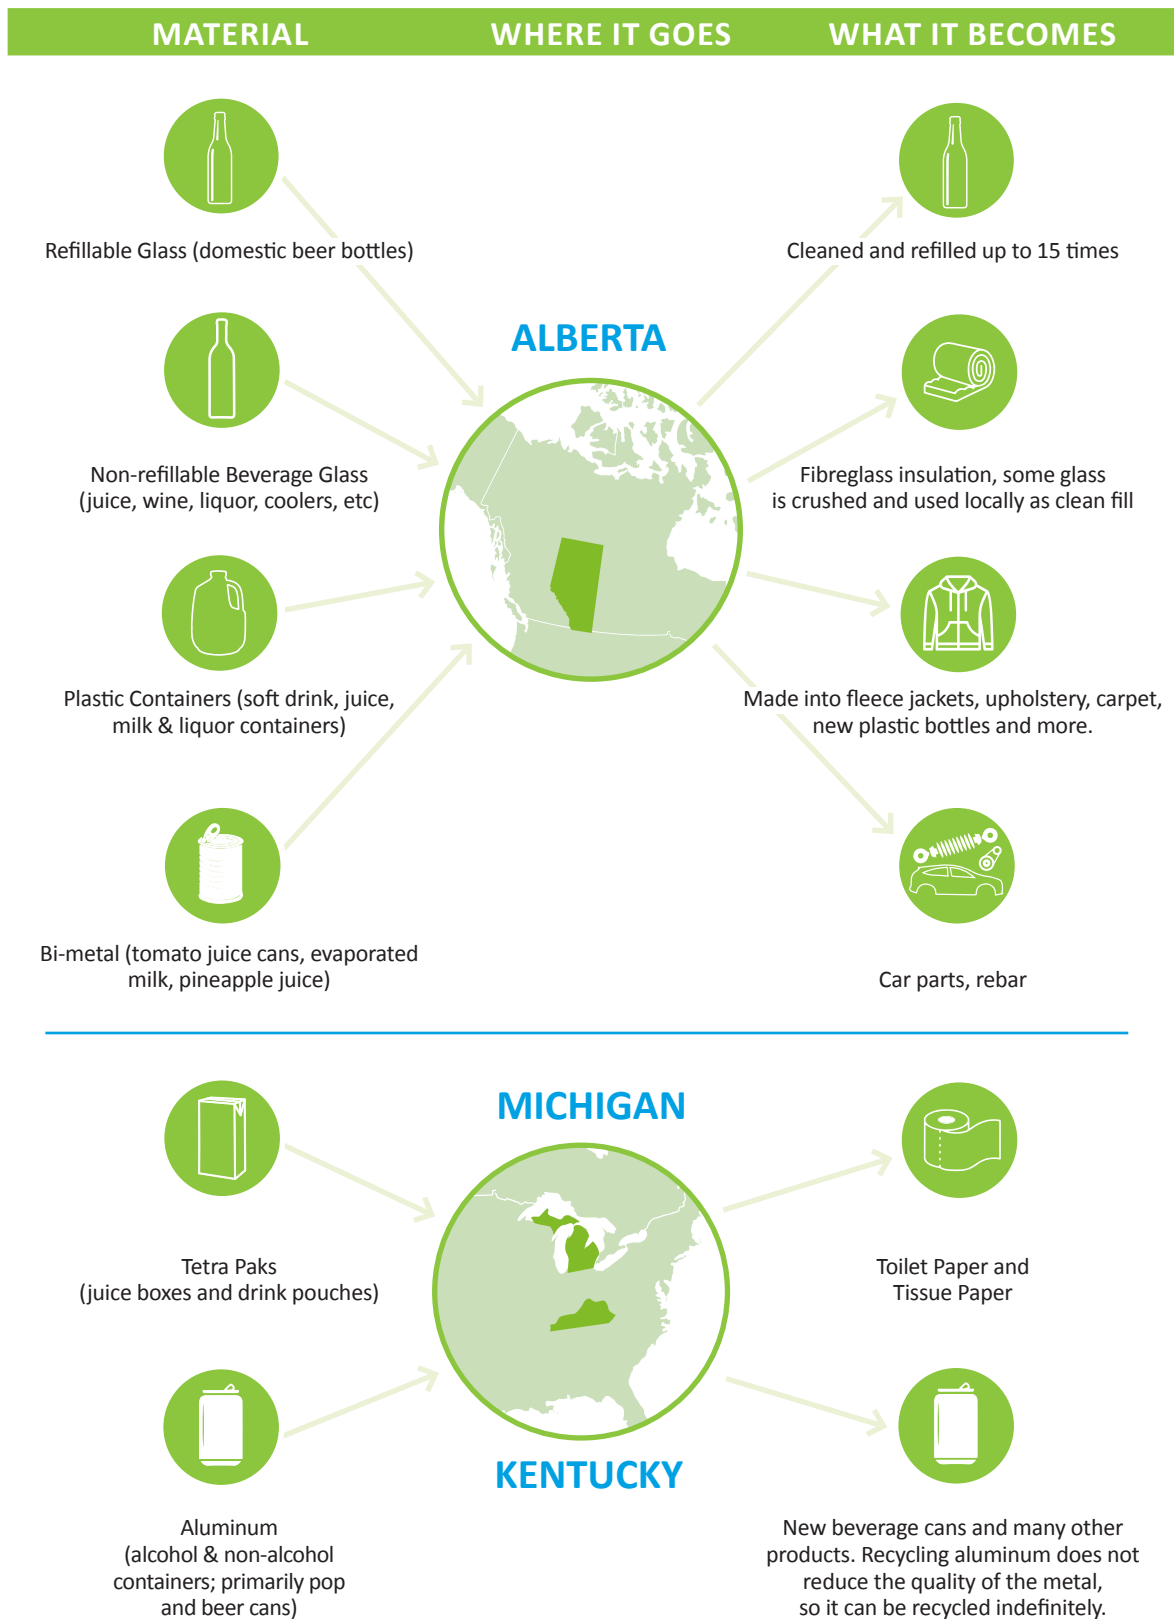 MATERIAL WHERE IT GOES WHAT IT BECOMES
Refillable Glass (domestic beer bottles)
Cleaned and refilled up to 15 times
ALBERTA
Non-refillable Beverage Glass
(juice, wine, liquor, coolers, etc)
Fibreglass insulation, some glass
is crushed and used locally as clean fill
Plastic Containers (soft drink, juice,
milk & liquor containers)
Made into fleece jackets, upholstery, carpet,
new plastic bottles and more.
Bi-metal (tomato juice cans, evaporated
milk, pineapple juice)
Car parts, rebar
MICHIGAN
Tetra Paks
(juice boxes and drink pouches)
Toilet Paper and
Tissue Paper
KENTUCKY
Aluminum
(alcohol & non-alcohol
containers; primarily pop
and beer cans)
New beverage cans and many other
products. Recycling aluminum does not
reduce the quality of the metal,
so it can be recycled indefinitely.